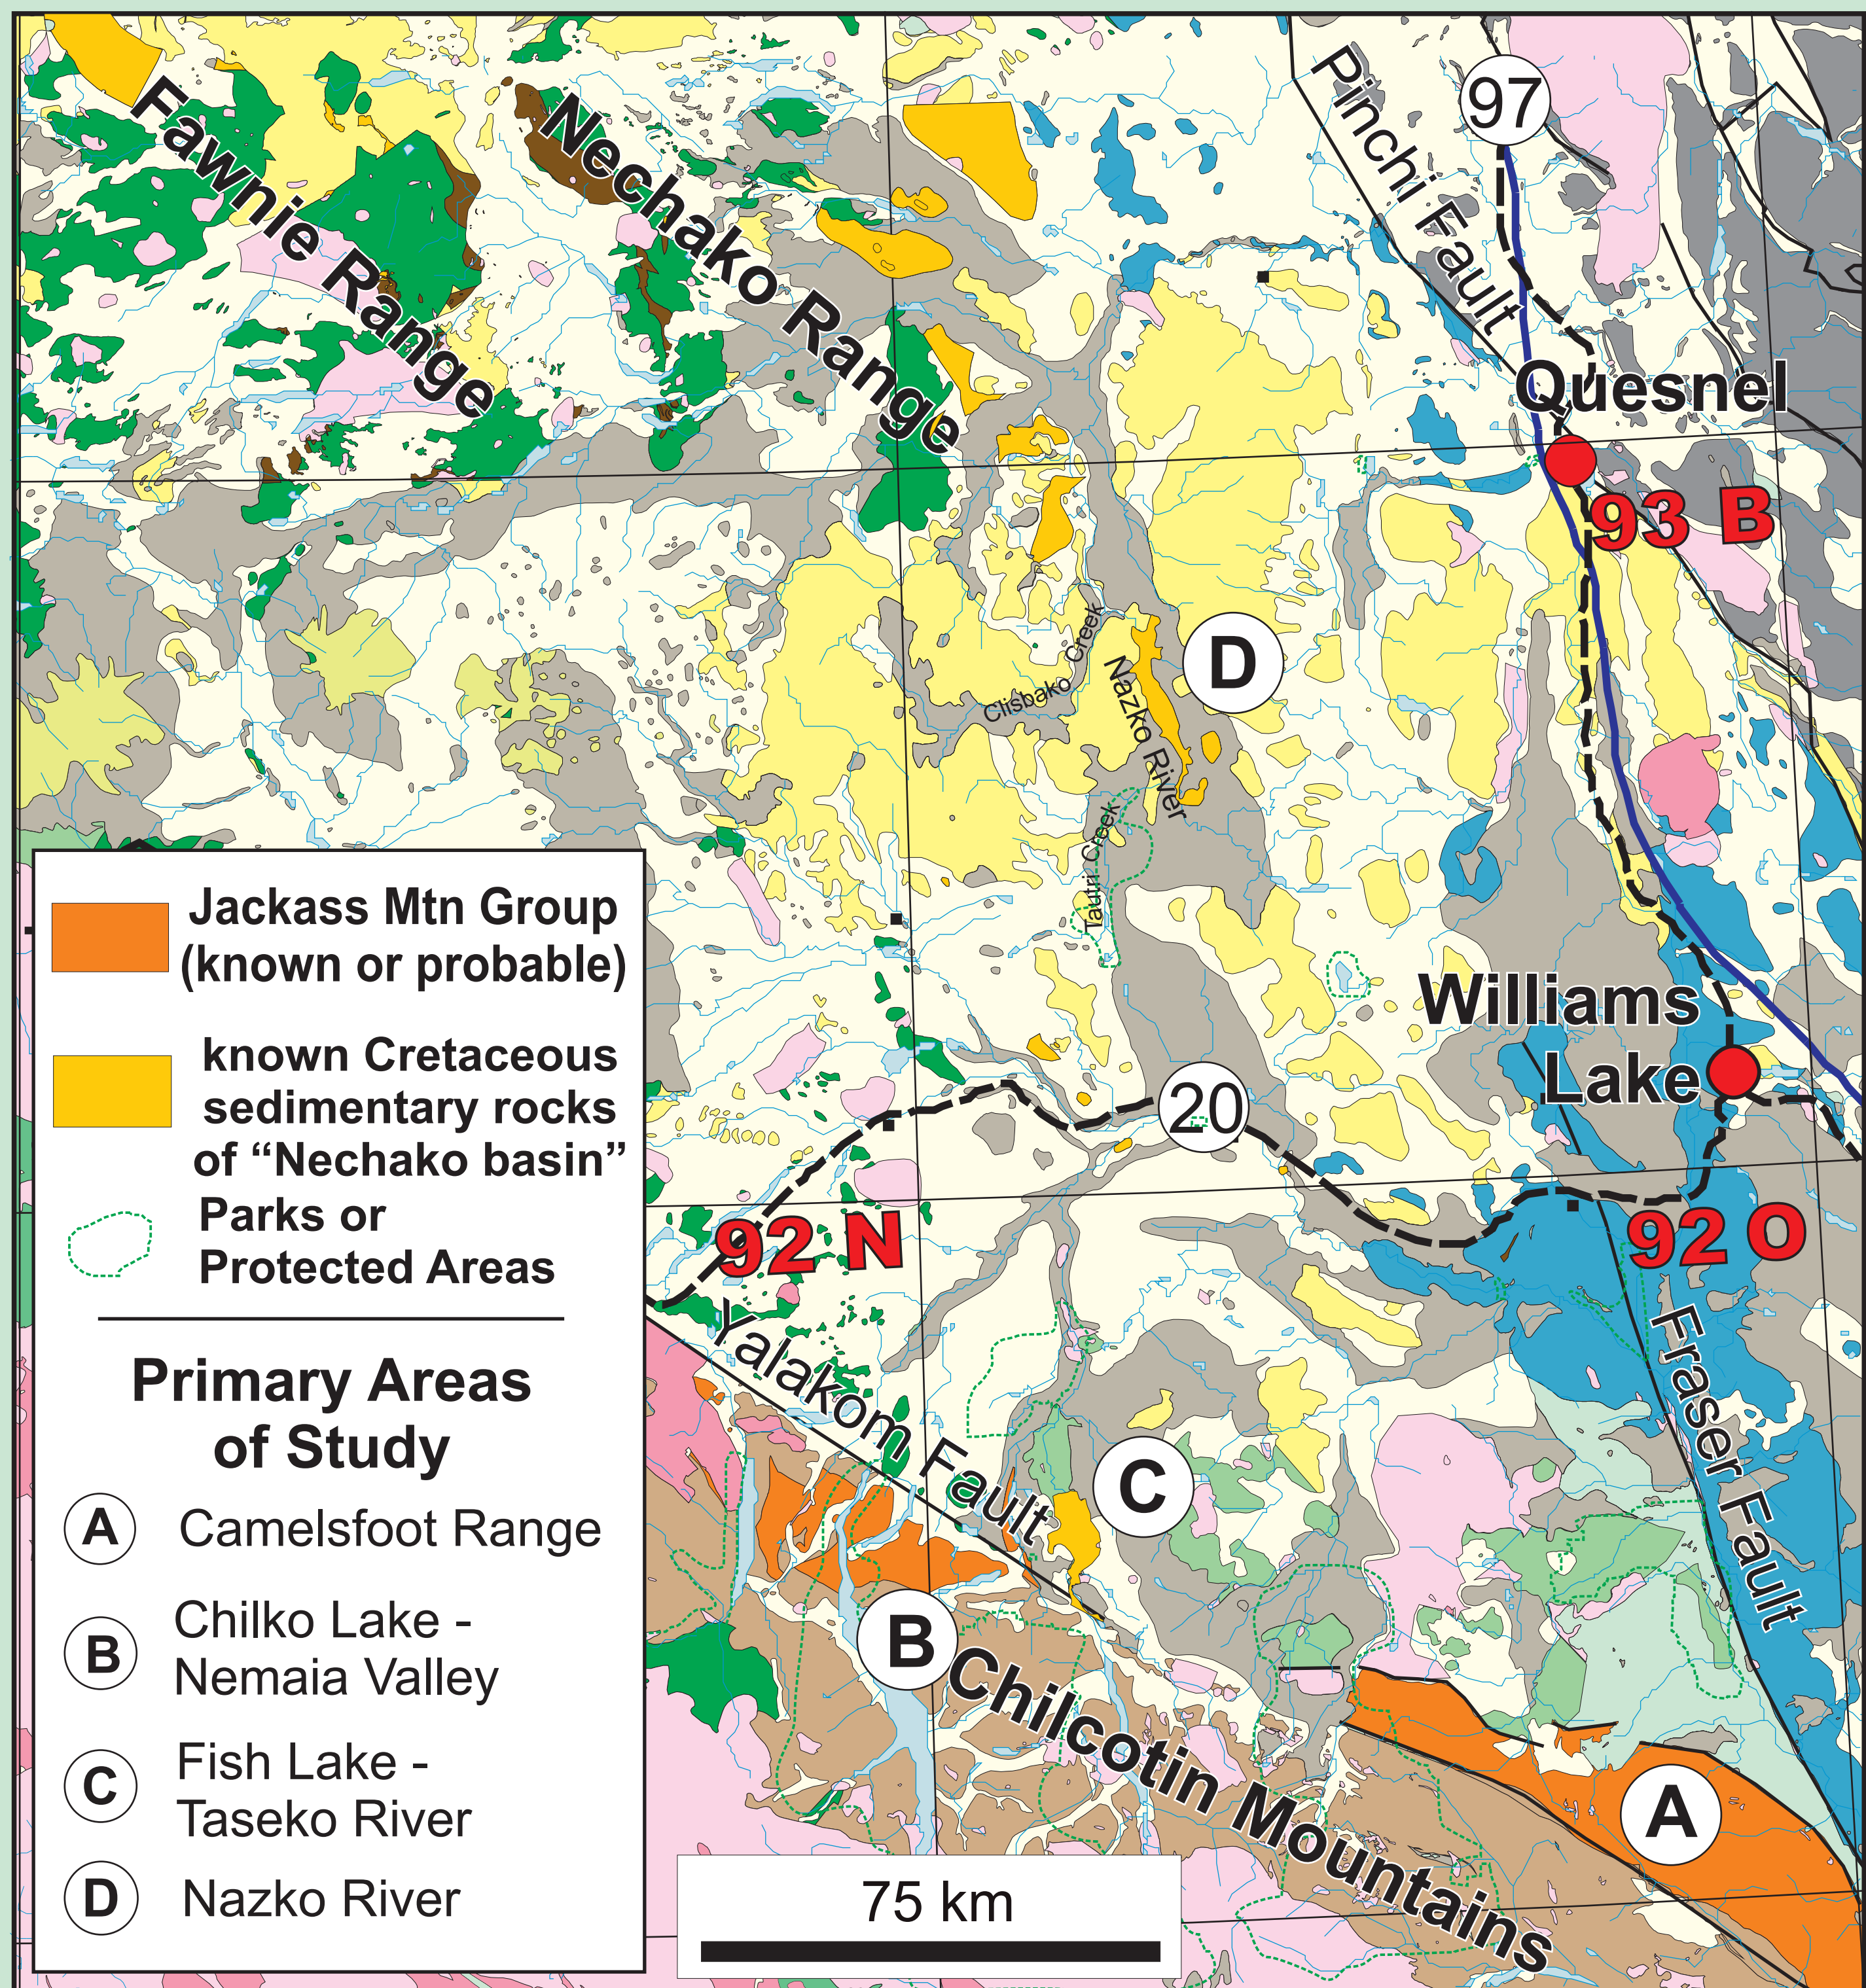 Fawnie Range
Nechako Range
Pinchi Fault
97
Quesnel
93 B
D
Clisbako Creek
Nazko River
Tautri Creek
Williams
Lake
20
92 N
92 O
Yalakom Fault
Fraser Fault
C
B
Chilcotin Mountains
A
75 km
Jackass Mtn Group
(known or probable)
known Cretaceous
sedimentary rocks
of “Nechako basin”
Parks or
Protected Areas
Primary Areas
of Study
A Camelsfoot Range
B Chilko Lake -
Nemaia Valley
C Fish Lake -
Taseko River
D Nazko River